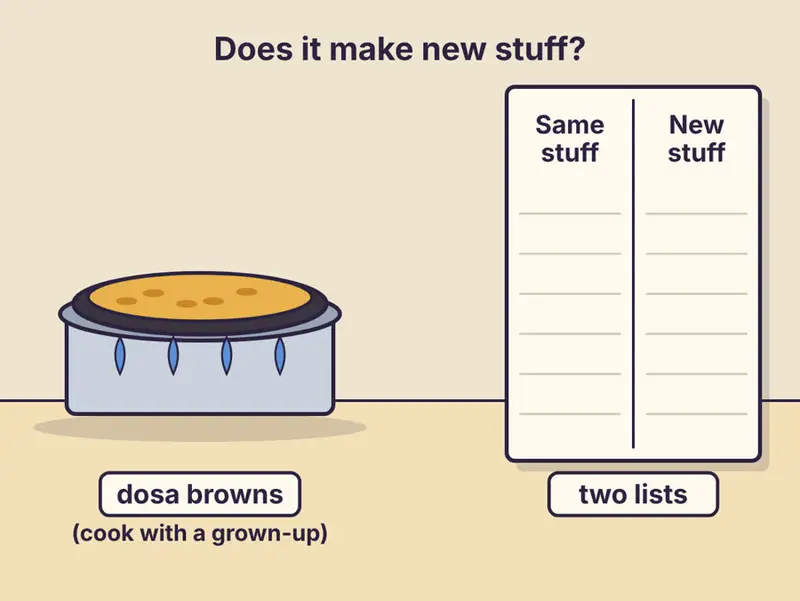 Does it make new stuff?
Same
stuff
New
stuff
dosa browns
(cook with a grown-up)
two lists